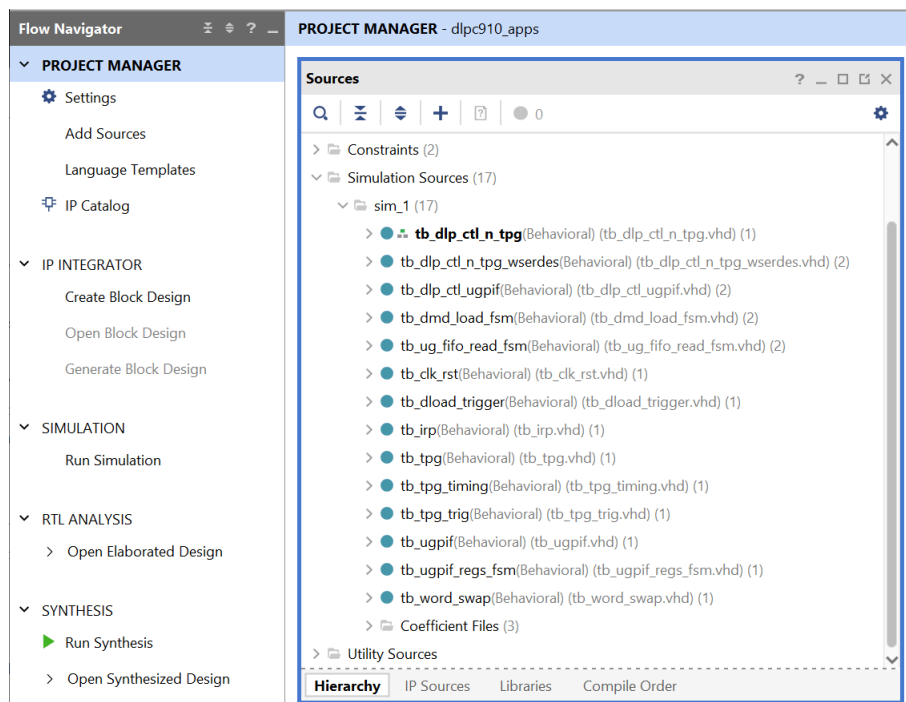 Flow Navigator
PROJECT MANAGER
Settings
Add Sources
Language Templates
IP Catalog
IP INTEGRATOR
Create Block Design
Open Block Design
Generate Block Design
SIMULATION
Run Simulation
RTL ANALYSIS
Open Elaborated Design
SYNTHESIS
Run Synthesis
Open Synthesized Design
PROJECT MANAGER - dlpc910_apps
Sources
0
Constraints (2)
Simulation Sources (17)
sim_1 (17)
tb_dlp_ctl_n_tpg(Behavioral) (tb_dlp_ctl_n_tpg.vhd) (1)
tb_dlp_ctl_n_tpg_wserdes(Behavioral) (tb_dlp_ctl_n_tpg_wserdes.vhd) (2)
tb_dlp_ctl_ugpif(Behavioral) (tb_dlp_ctl_ugpif.vhd) (2)
tb_dmd_load_fsm(Behavioral) (tb_dmd_load_fsm.vhd) (2)
tb_ug_fifo_read_fsm(Behavioral) (tb_ug_fifo_read_fsm.vhd) (2)
tb_clk_rst(Behavioral) (tb_clk_rst.vhd) (1)
tb_dload_trigger(Behavioral) (tb_dload_trigger.vhd) (1)
tb_irp(Behavioral) (tb_irp.vhd) (1)
tb_tpg(Behavioral) (tb_tpg.vhd) (1)
tb_tpg_timing(Behavioral) (tb_tpg_timing.vhd) (1)
tb_tpg_trig(Behavioral) (tb_tpg_trig.vhd) (1)
tb_ugpif(Behavioral) (tb_ugpif.vhd) (1)
tb_ugpif_regs_fsm(Behavioral) (tb_ugpif_regs_fsm.vhd) (1)
tb_word_swap(Behavioral) (tb_word_swap.vhd) (1)
Coefficient Files (3)
Utility Sources
Hierarchy IP Sources Libraries Compile Order